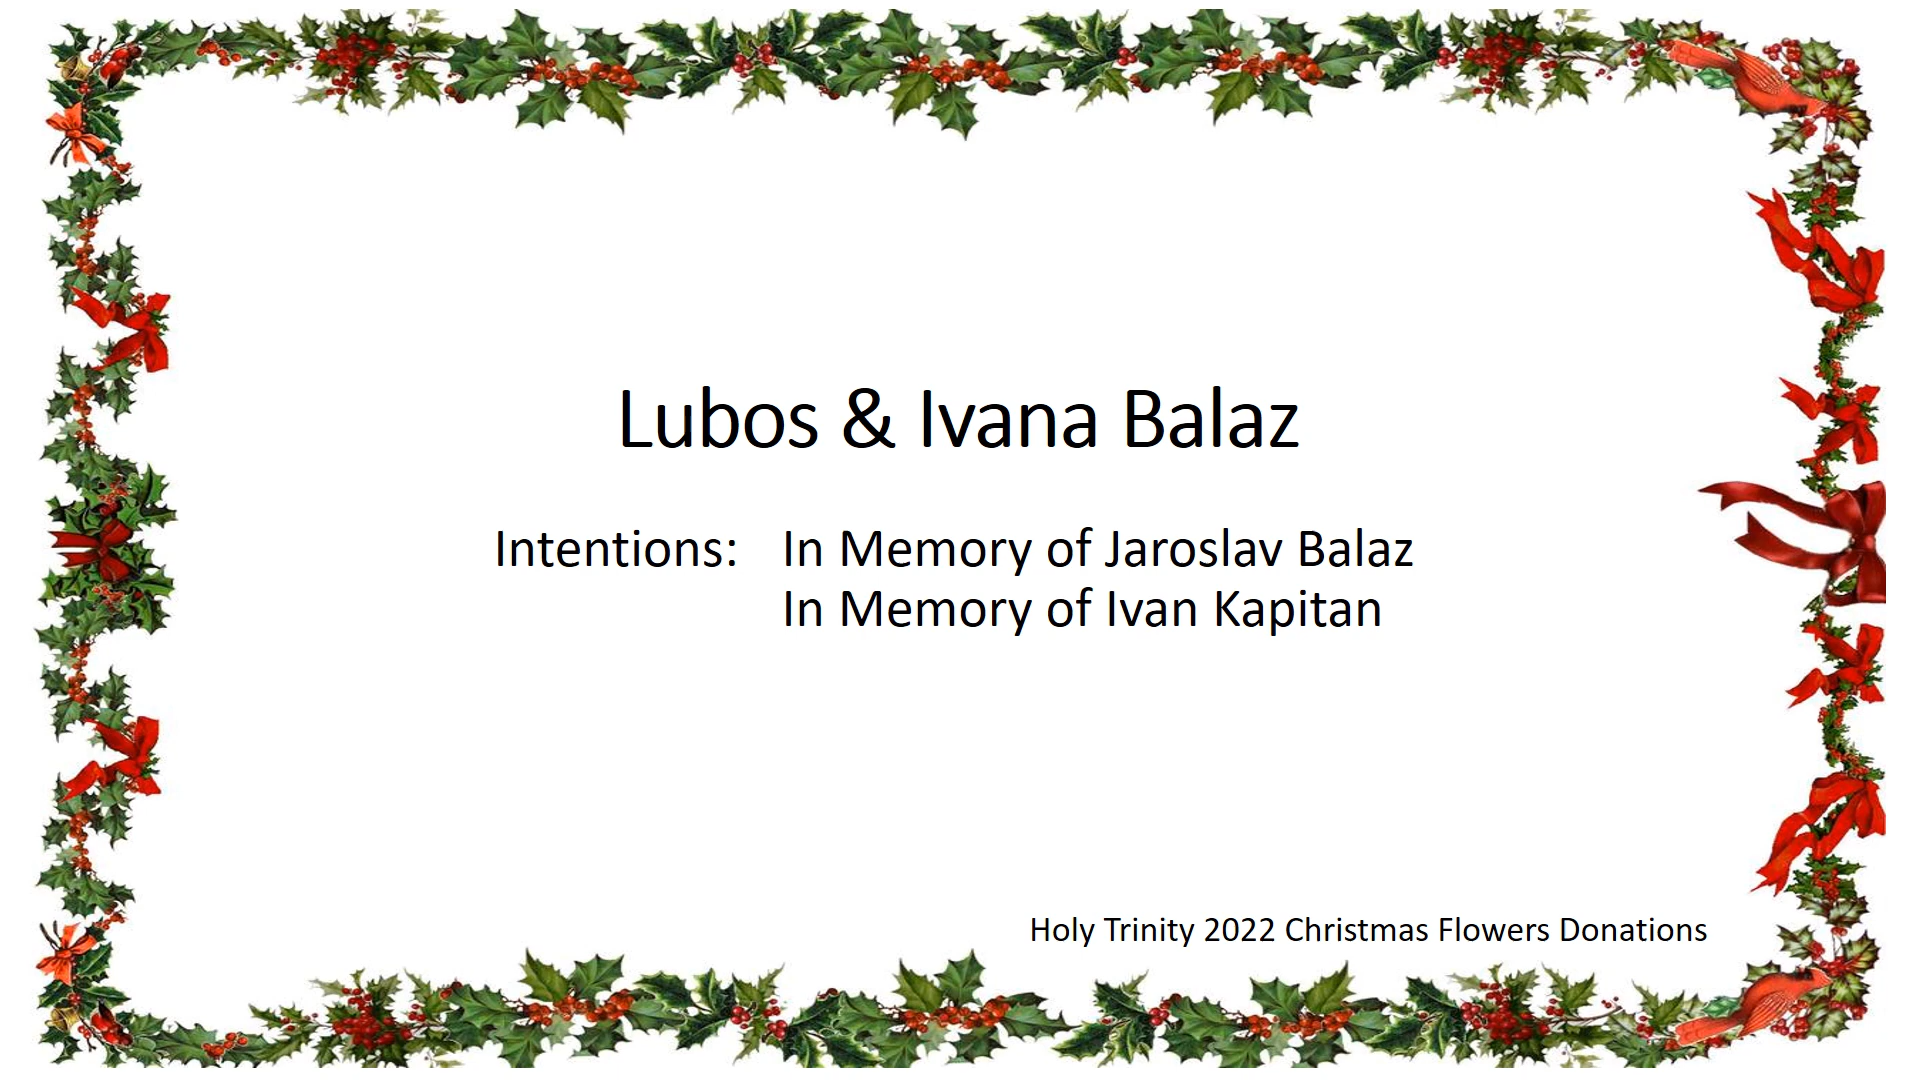 Lubos & Ivana Balaz
Intentions: In Memory of Jaroslav Balaz
In Memory of Ivan Kapitan
Holy Trinity 2022 Christmas Flowers Donations